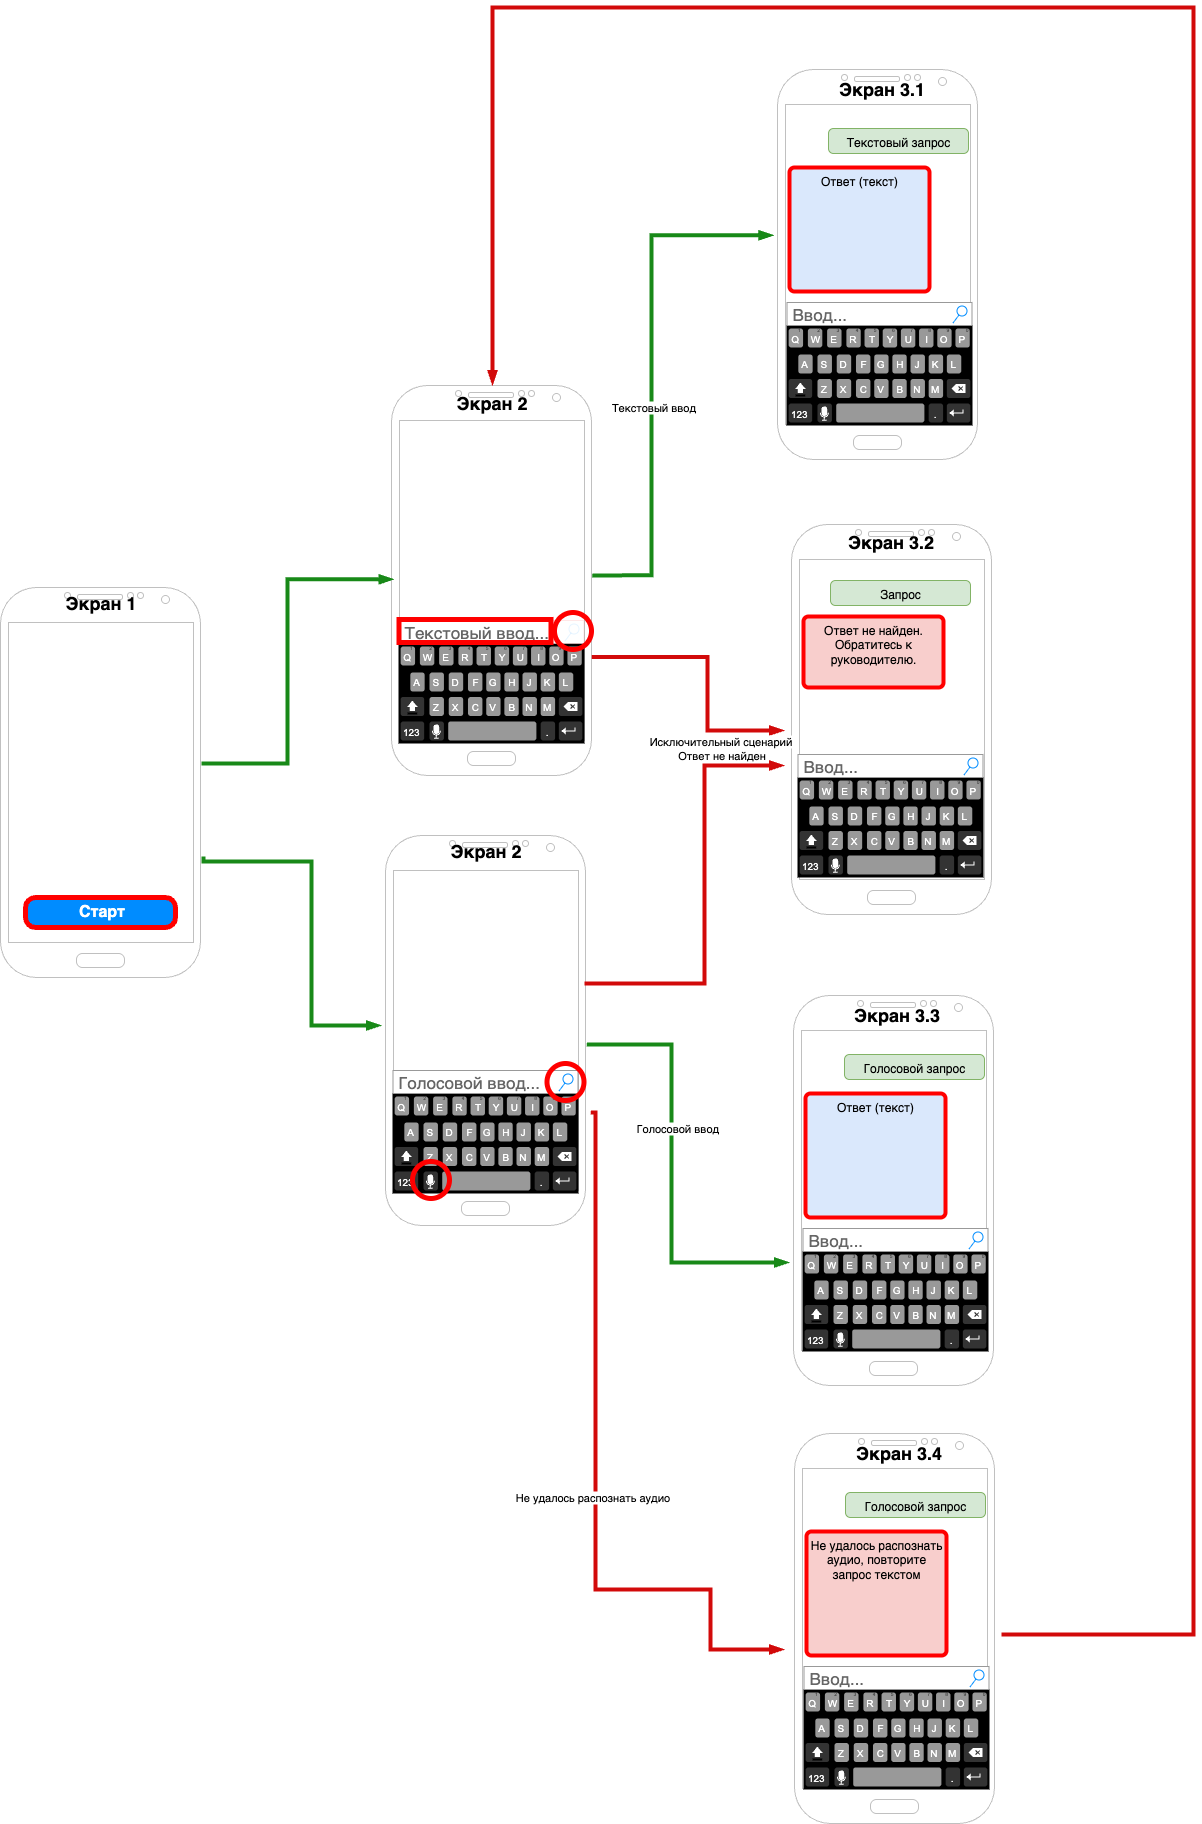 Экран 3.1
Текстовый запрос
Ответ (текст)
Ввод...
Q W E R T Y U I O P
A S D F G H J K L
Z X C V B N M
123 .
Экран 2
Текстовый ввод
Экран 3.2
Запрос
Ответ не найден.
Обратитесь к
руководителю.
Экран 1
Текстовый ввод...
Q W E R T Y U I O P
A S D F G H J K L
Z X C V B N M
123 .
Исключительный сценарий
Ответ не найден
Ввод...
Q W E R T Y U I O P
A S D F G H J K L
Z X C V B N M
123 .
Экран 2
Старт
Экран 3.3
Голосовой запрос
Ответ (текст)
Голосовой ввод...
Q W E R T Y U I O P
A S D F G H J K L
Z X C V B N M
123 .
Голосовой ввод
Ввод...
Q W E R T Y U I O P
A S D F G H J K L
Z X C V B N M
123 .
Экран 3.4
Не удалось распознать аудио
Голосовой запрос
Не удалось распознать
аудио, повторите
запрос текстом
Ввод...
Q W E R T Y U I O P
A S D F G H J K L
Z X C V B N M
123 .